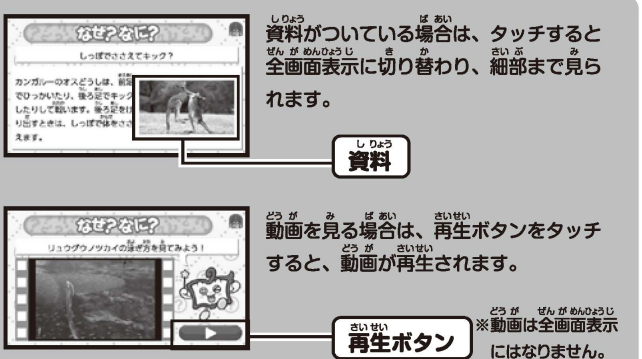 なぜ?なに?
しっぽでささえてキック?
カンガルーのオスどうしは、前足
でひっかいたり、後ろ足でキック
したりして戦います。後ろ足をけ
り出すときは、しっぽで体をささ
えます。
資料がついている場合は、タッチすると
全画面表示に切り替わり、細部まで見ら
れます。
資料
なぜ?なに?
リュウグウノツカイの泳ぎ方を見てみよう!
動画を見る場合は、再生ボタンをタッチ
すると、動画が再生されます。
再生ボタン
※動画は全画面表示
にはなりません。